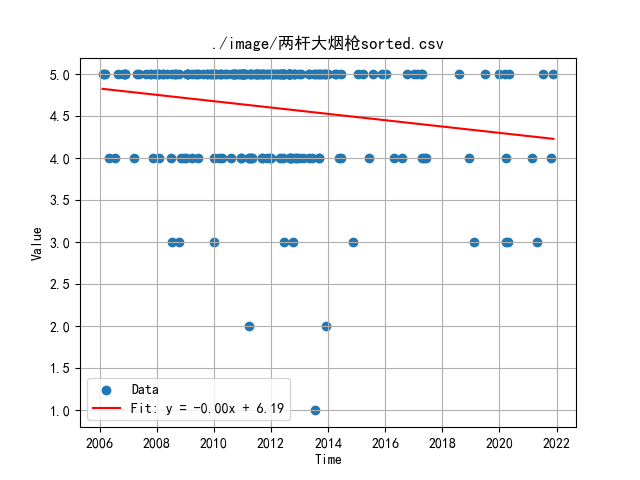 ./image/两杆大烟枪sorted.csv
5.0
4.5
4.0
3.5
3.0
2.5
2.0
1.5
1.0
Value
Data
Fit: y = -0.00x + 6.19
2006 2008 2010 2012 2014 2016 2018 2020 2022
Time